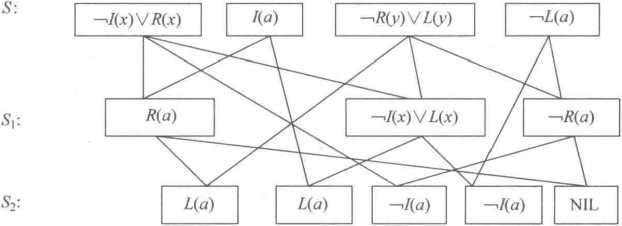 S: ¬I(x)∨R(x) I(a) ¬R(y)∨L(y) ¬L(a)
S₁: R(a) ¬I(x)∨L(x) ¬R(a)
S₂: L(a) L(a) ¬I(a) ¬I(a) NIL